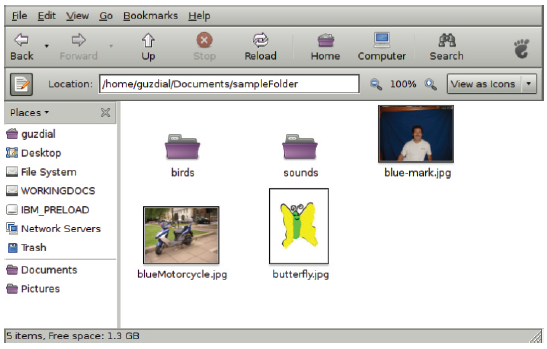 File Edit View Go Bookmarks Help
Back Forward Up Stop Reload Home Computer Search
Location: /home/guzdial/Documents/sampleFolder 100% View as Icons
Places
guzdial
Desktop
File System
WORKINGDOCS
IBM_PRELOAD
Network Servers
Trash
Documents
Pictures
birds sounds blue-mark.jpg
blueMotorcycle.jpg butterfly.jpg
5 items, Free space: 1.3 GB